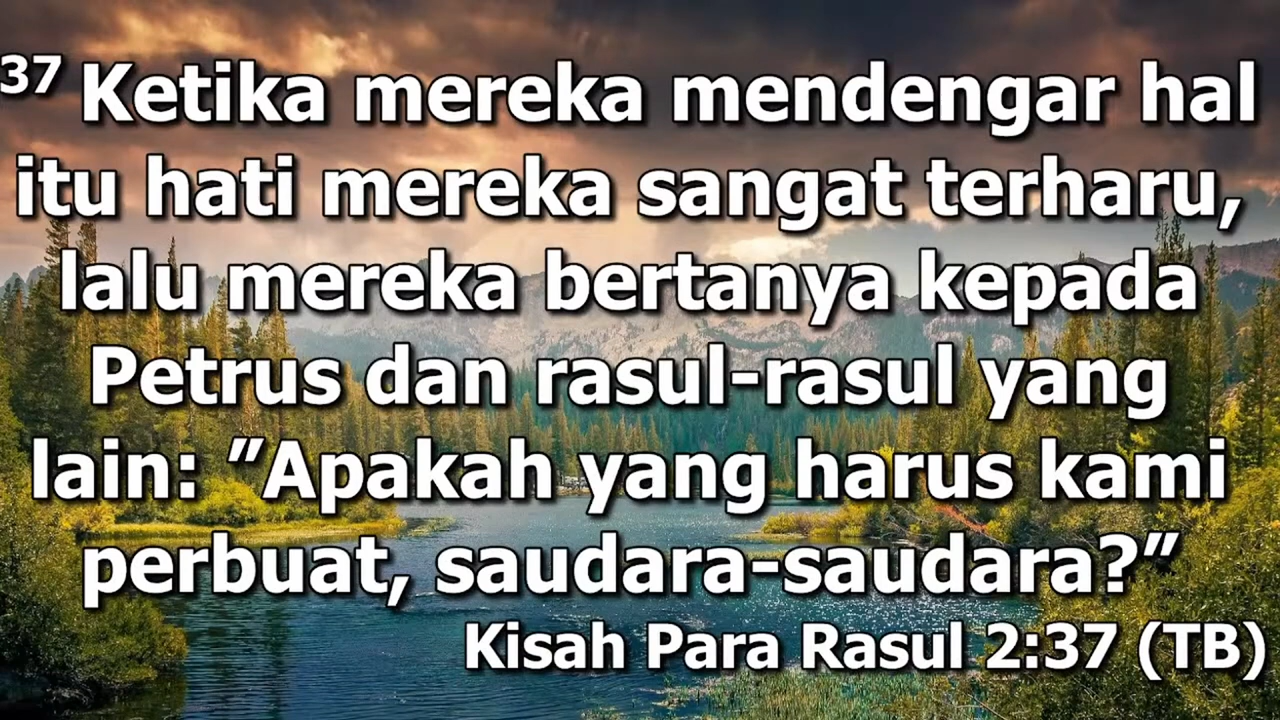 37 Ketika mereka mendengar hal
itu hati mereka sangat terharu,
lalu mereka bertanya kepada
Petrus dan rasul-rasul yang
lain: ”Apakah yang harus kami
perbuat, saudara-saudara?”
Kisah Para Rasul 2:37 (TB)